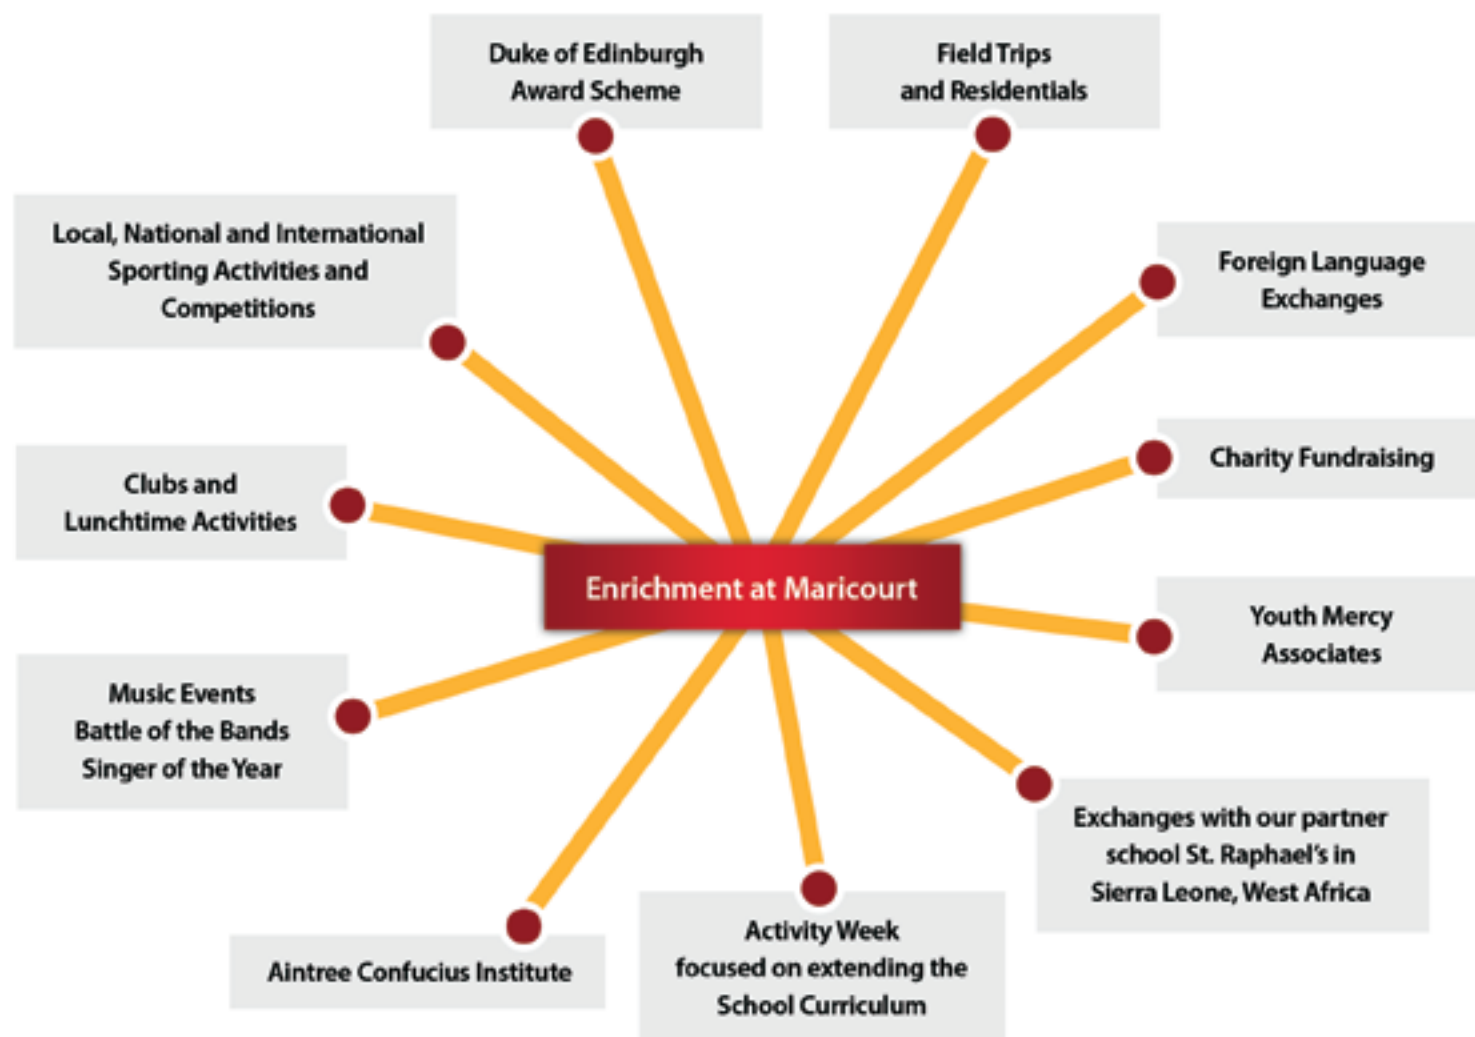 Duke of Edinburgh
Award Scheme
Field Trips
and Residentials
Local, National and International
Sporting Activities and
Competitions
Foreign Language
Exchanges
Charity Fundraising
Clubs and
Lunchtime Activities
Enrichment at Maricourt
Youth Mercy
Associates
Music Events
Battle of the Bands
Singer of the Year
Exchanges with our partner
school St. Raphael's in
Sierra Leone, West Africa
Aintree Confucius Institute
Activity Week
focused on extending the
School Curriculum